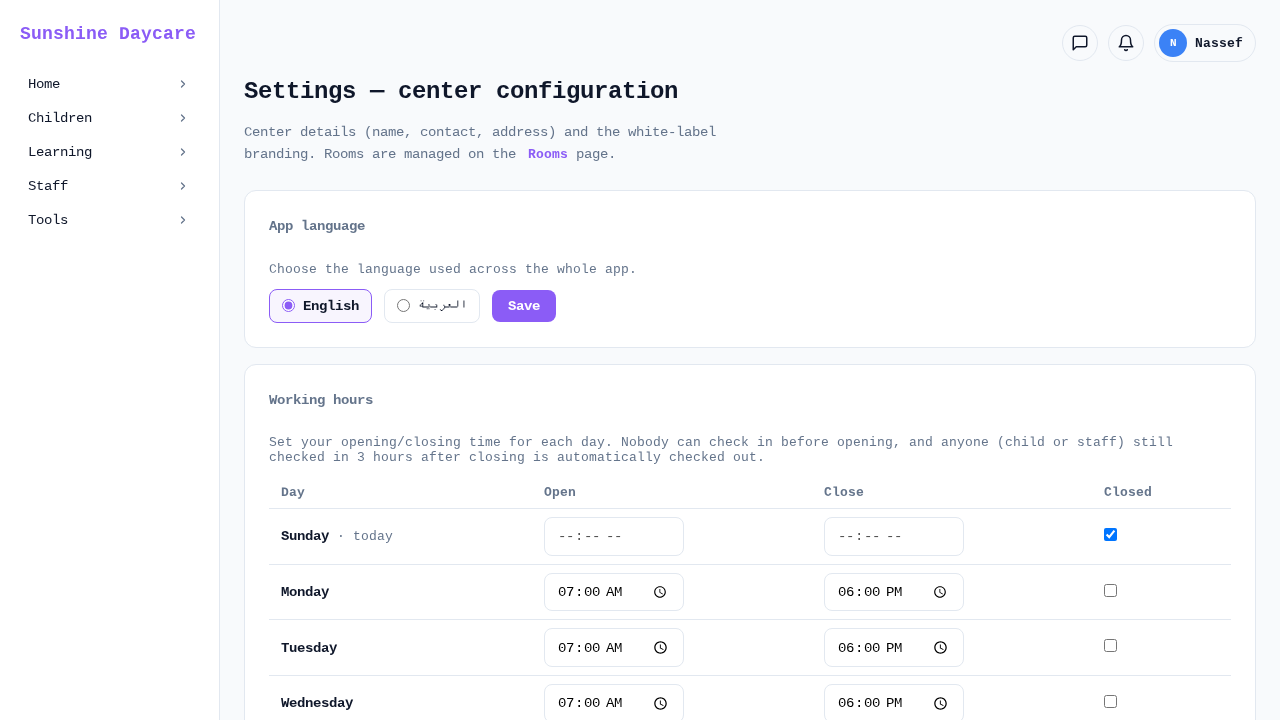 Sunshine Daycare
Home
Children
Learning
Staff
Tools
N Nassef
Settings — center configuration
Center details (name, contact, address) and the white-label
branding. Rooms are managed on the Rooms page.
App language
Choose the language used across the whole app.
English العربية Save
Working hours
Set your opening/closing time for each day. Nobody can check in before opening, and anyone (child or staff) still
checked in 3 hours after closing is automatically checked out.
Day Open Close Closed
Sunday · today --:-- -- --:-- --
Monday 07:00 AM 06:00 PM
Tuesday 07:00 AM 06:00 PM
Wednesday 07:00 AM 06:00 PM